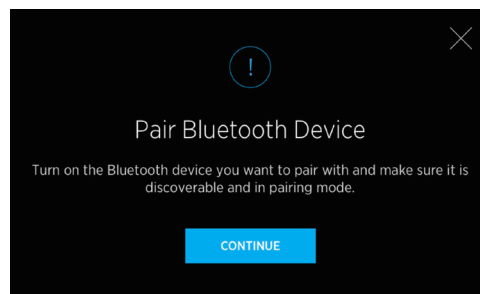 !
Pair Bluetooth Device
Turn on the Bluetooth device you want to pair with and make sure it is
discoverable and in pairing mode.
CONTINUE